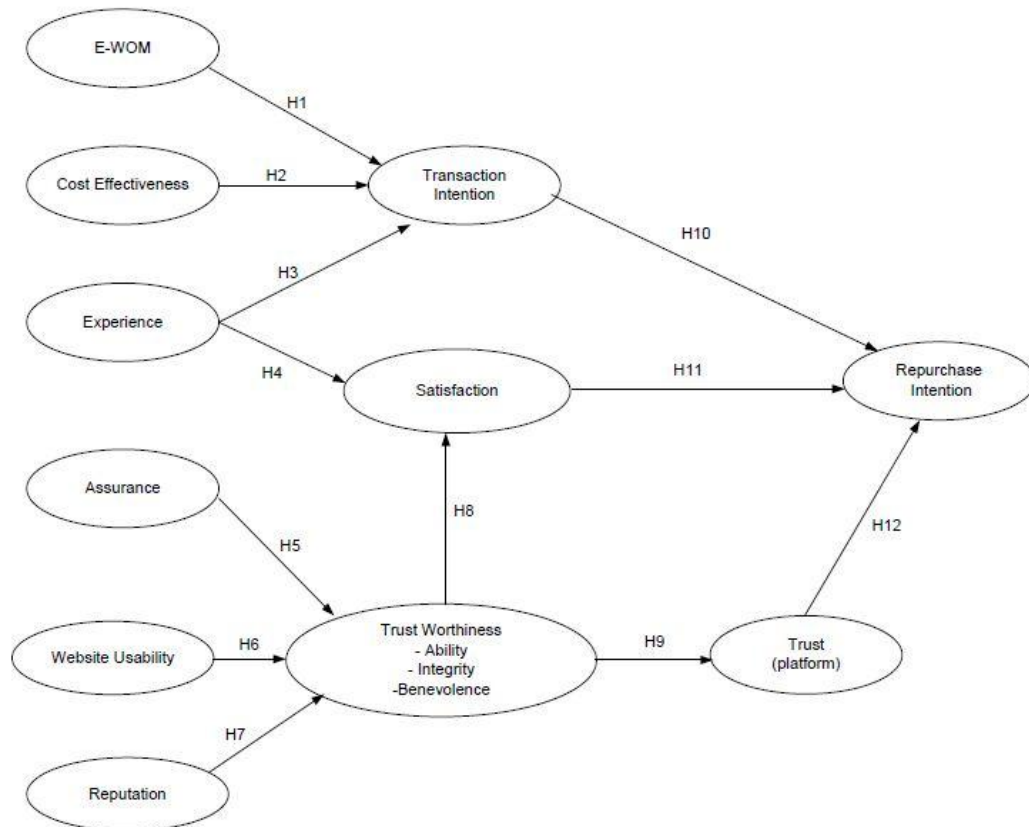 E-WOM
H1
Cost Effectiveness
H2
Transaction
Intention
H10
H3
Experience
H4
Satisfaction
H11
Repurchase
Intention
Assurance
H8
H12
H5
Trust Worthiness
- Ability
- Integrity
-Benevolence
Website Usability
H6
H9
Trust
(platform)
H7
Reputation